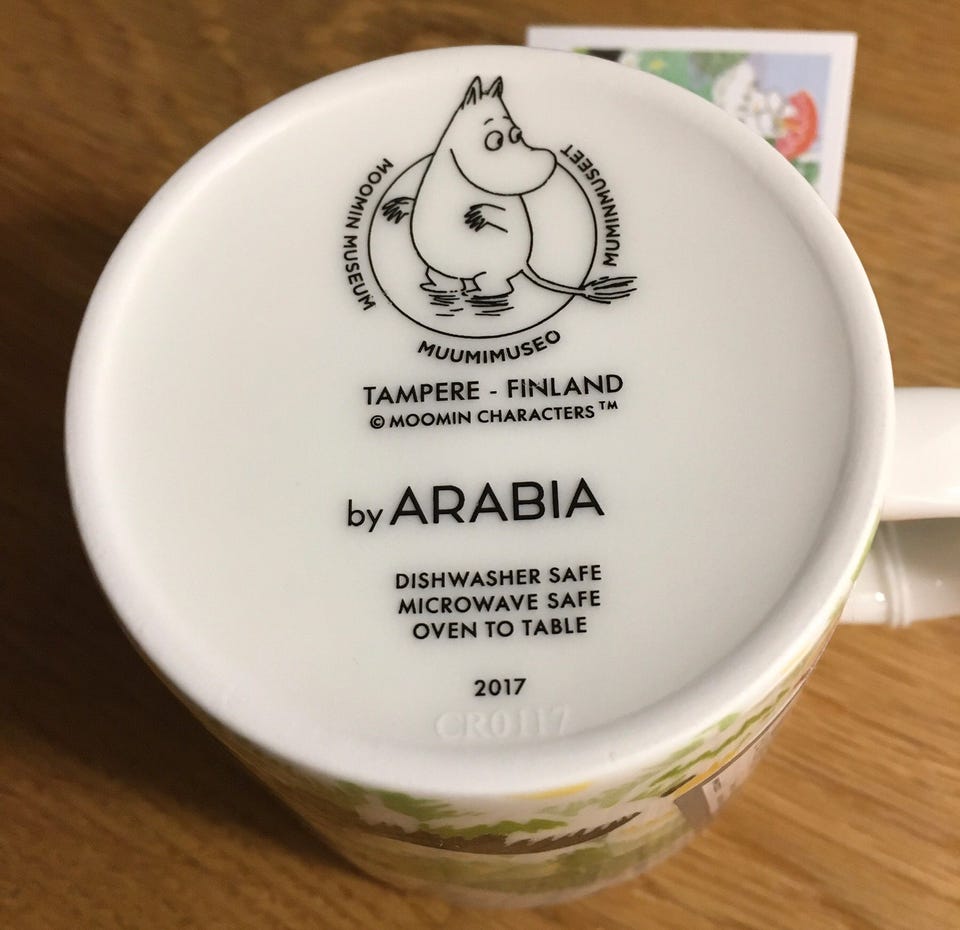 MOOMIN MUSEUM
MUMINMUSEET
MUUMIMUSEO
TAMPERE - FINLAND
© MOOMIN CHARACTERS ™
by ARABIA
DISHWASHER SAFE
MICROWAVE SAFE
OVEN TO TABLE
2017
CR0117